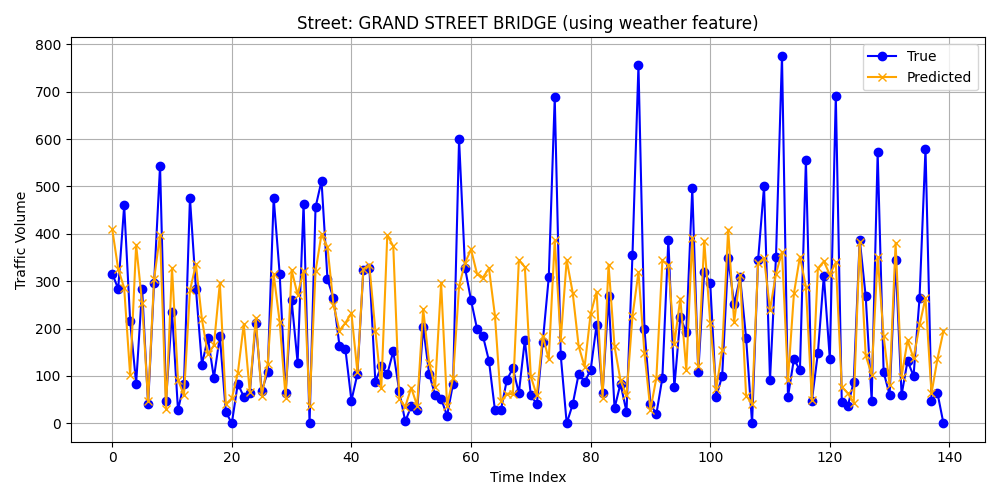 Street: GRAND STREET BRIDGE (using weather feature)
800
700
600
500
400
300
200
100
0
Traffic Volume
True
Predicted
0 20 40 60 80 100 120 140
Time Index